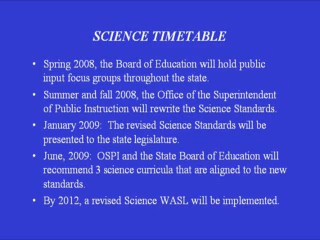 SCIENCE TIMETABLE
• Spring 2008, the Board of Education will hold public
input focus groups throughout the state.
• Summer and fall 2008, the Office of the Superintendent
of Public Instruction will rewrite the Science Standards.
• January 2009:  The revised Science Standards will be
presented to the state legislature.
• June, 2009:  OSPI and the State Board of Education will
recommend 3 science curricula that are aligned to the new
standards.
• By 2012, a revised Science WASL will be implemented.